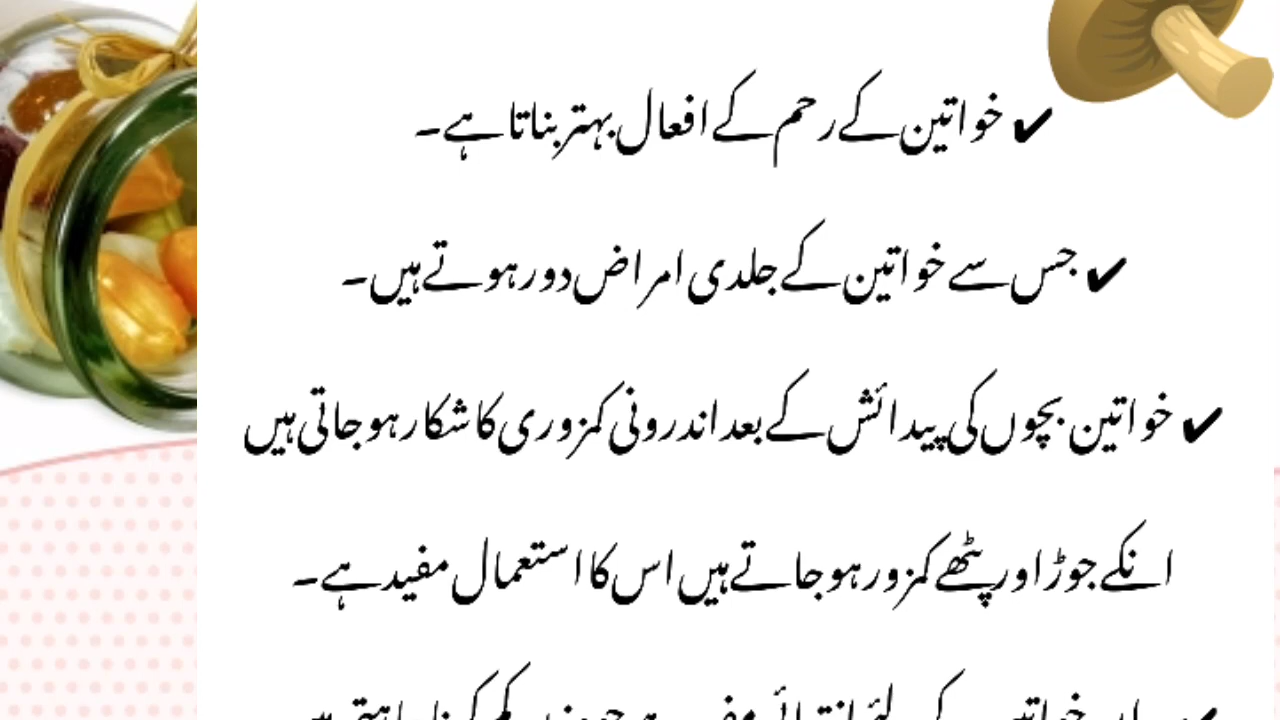 ✔ خواتین کے رحم کے افعال بہتر بناتا ہے۔
✔ جس سے خواتین کے جلدی امراض دور ہوتے ہیں۔
✔ خواتین بچوں کی پیدائش کے بعد اندرونی کمزوری کا شکار ہو جاتی ہیں
انکے جوڑ اور پٹھے کمزور ہو جاتے ہیں اس کا استعمال مفید ہے۔